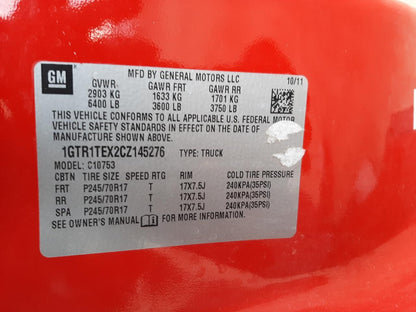 GM
MFD BY GENERAL MOTORS LLC 10/11
GVWR GAWR FRT GAWR RR
2903 KG 1633 KG 1701 KG
6400 LB 3600 LB 3750 LB
THIS VEHICLE CONFORMS TO ALL APPLICABLE U.S. FEDERAL MOTOR
VEHICLE SAFETY STANDARDS IN EFFECT ON THE DATE OF
MANUFACTURE SHOWN ABOVE.
1GTR1TEX2CZ145276 TYPE: TRUCK
MODEL: C10753
CBTN TIRE SIZE SPEED RTG RIM COLD TIRE PRESSURE
FRT P245/70R17 T 17X7.5J 240KPA(35PSI)
RR P245/70R17 T 17X7.5J 240KPA(35PSI)
SPA P245/70R17 T 17X7.5J 240KPA(35PSI)
SEE OWNER'S MANUAL FOR MORE INFORMATION.